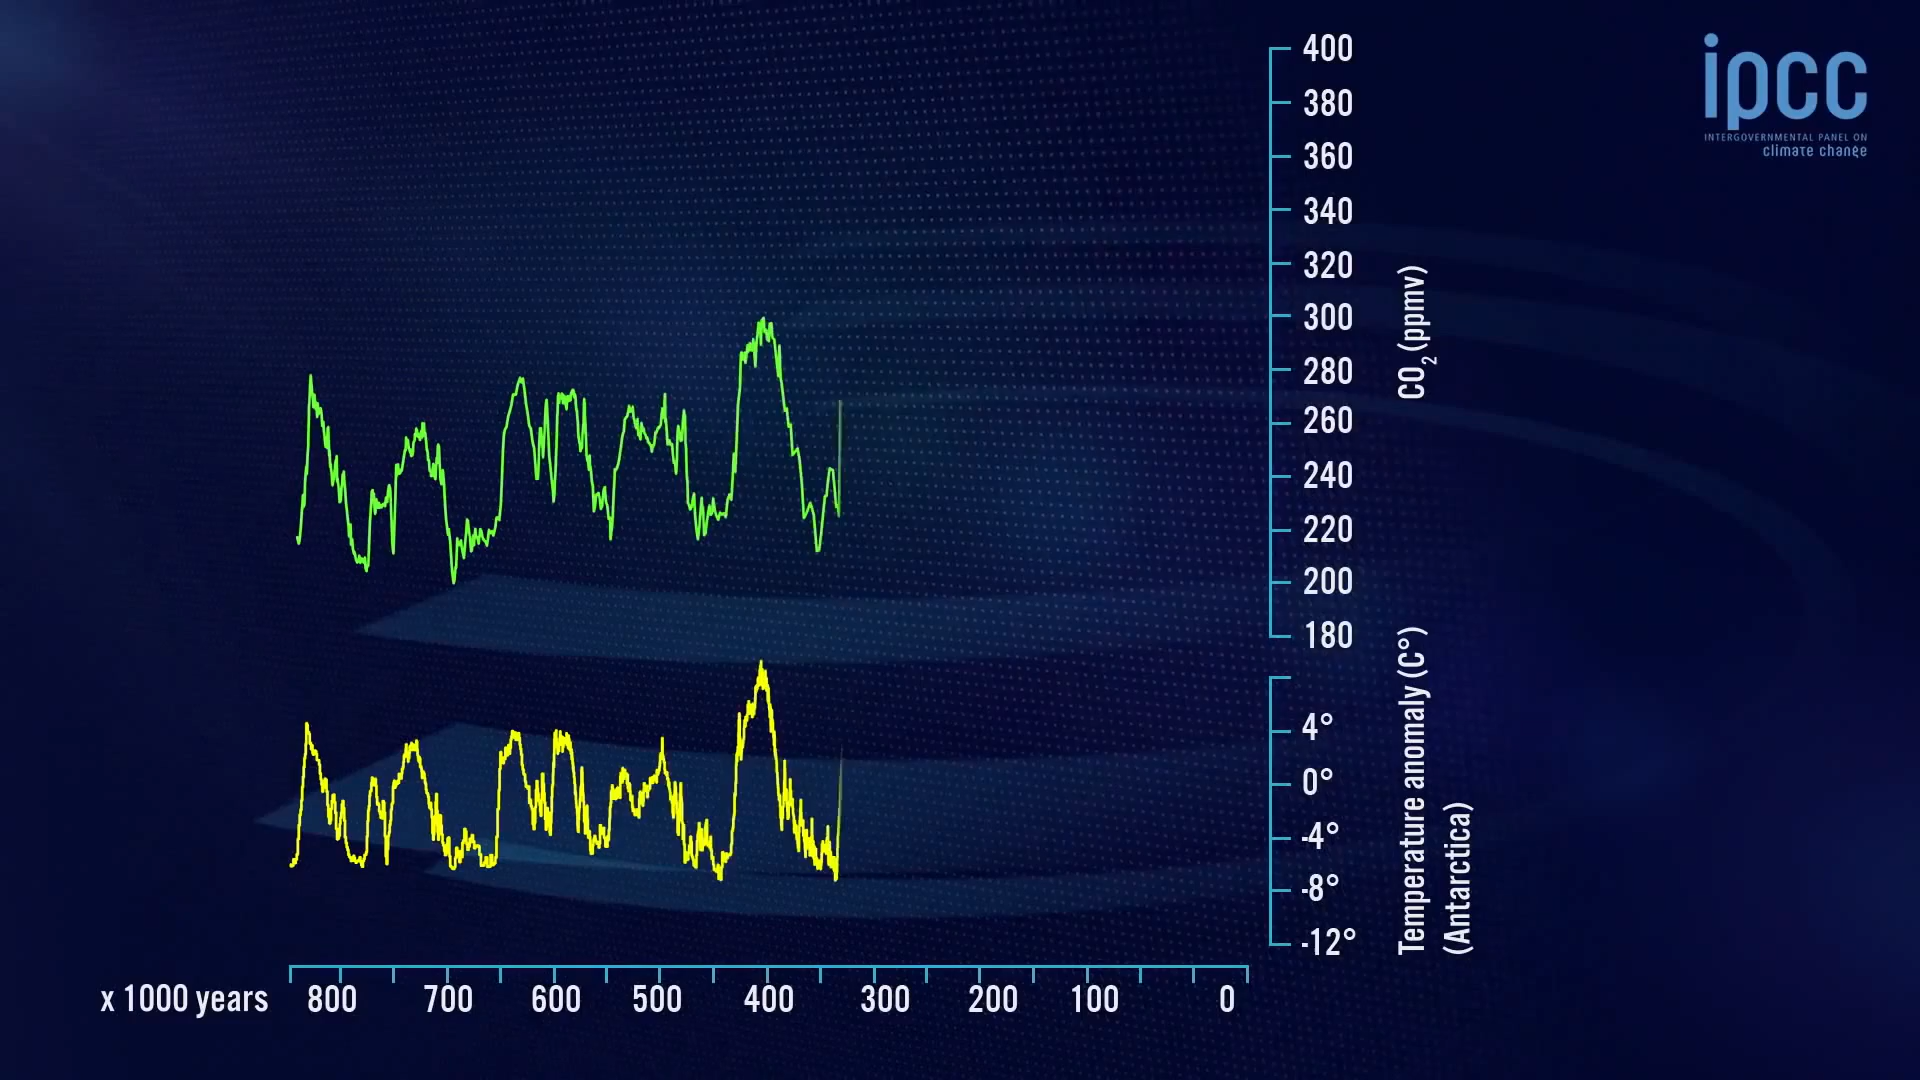 ipcc
INTERGOVERNMENTAL PANEL ON
climate change
400
380
360
340
320
300
280
260
240
220
200
180
CO2 (ppmv)
4°
0°
-4°
-8°
-12°
Temperature anomaly (C°)
(Antarctica)
x 1000 years 800 700 600 500 400 300 200 100 0